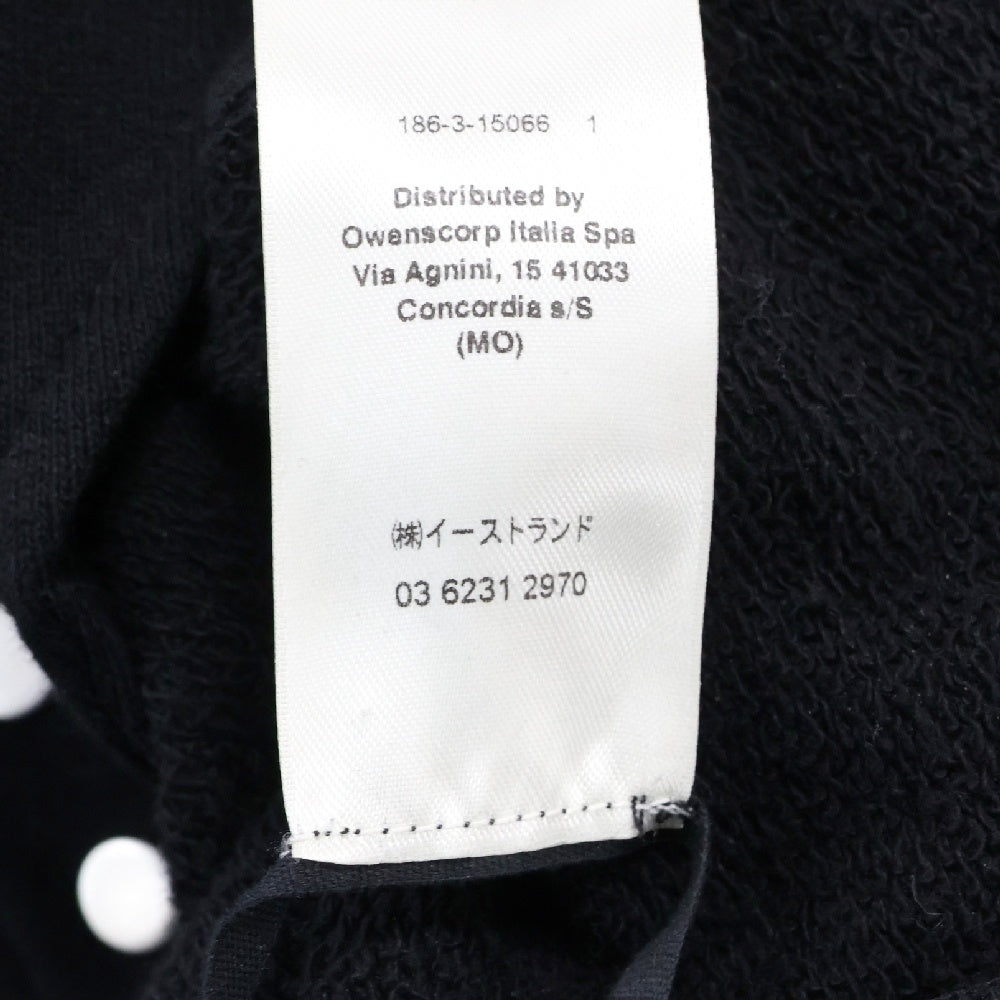 186-3-15066 1
Distributed by
Owenscorp Italia Spa
Via Agnini, 15 41033
Concordia s/S
(MO)
㈱イーストランド
03 6231 2970